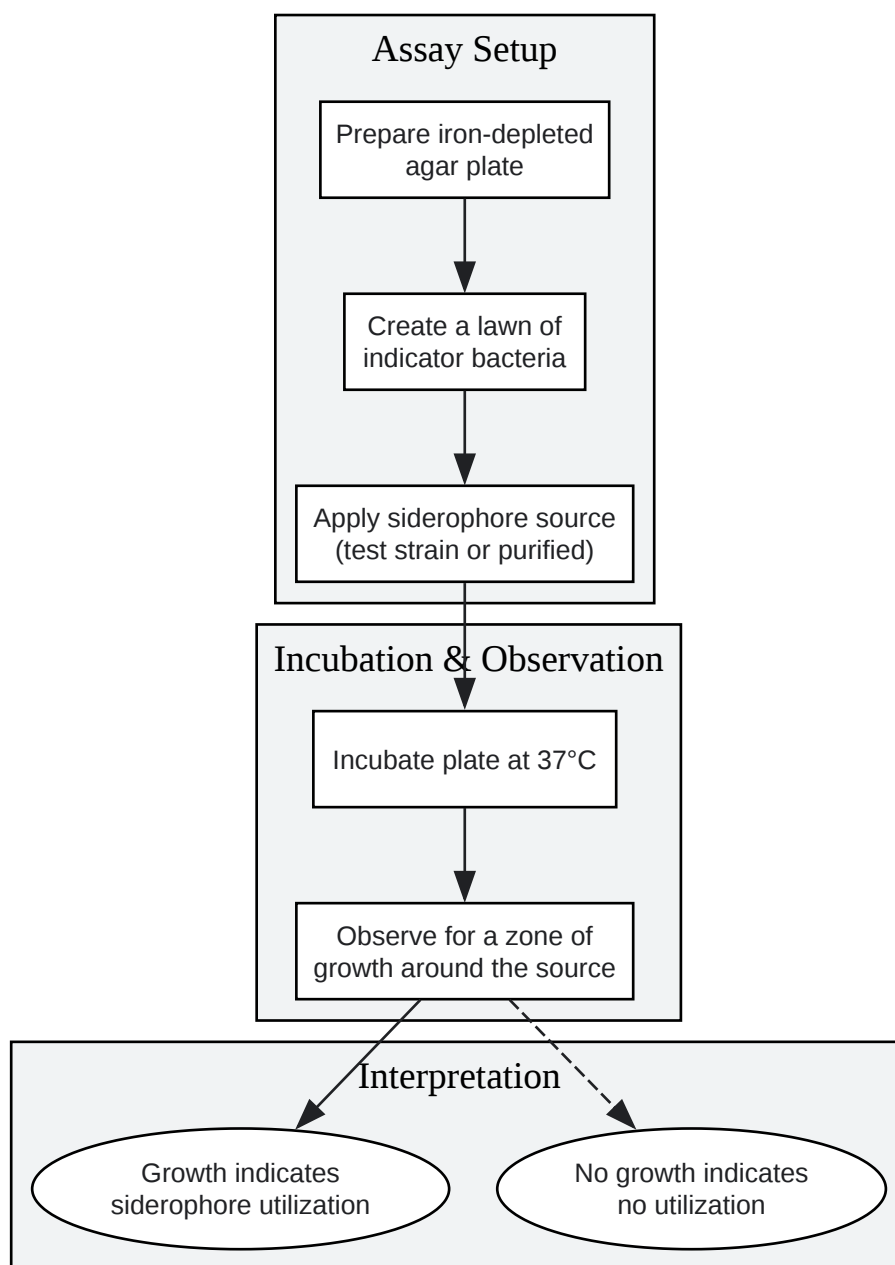 Assay Setup
Prepare iron-depleted
agar plate
Create a lawn of
indicator bacteria
Apply siderophore source
(test strain or purified)
Incubation & Observation
Incubate plate at 37°C
Observe for a zone of
growth around the source
Interpretation
Growth indicates
siderophore utilization
No growth indicates
no utilization